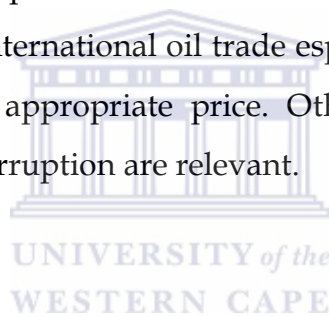 nternational oil trade esp
appropriate price. Oth
rruption are relevant.
UNIVERSITY of the
WESTERN CAPE